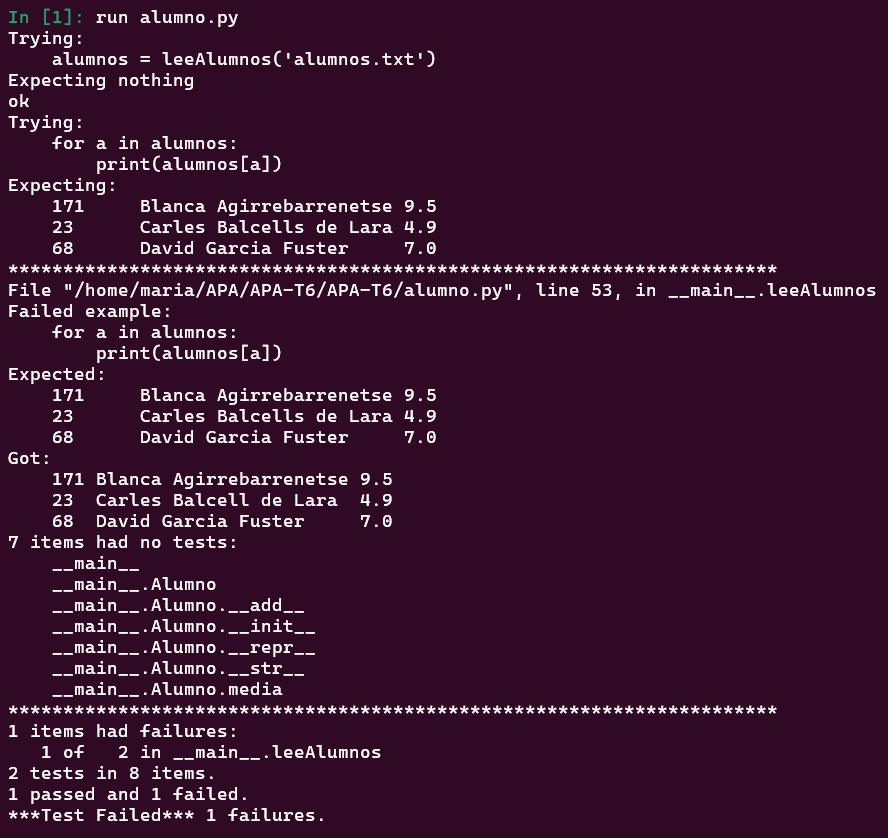 In [1]: run alumno.py
Trying:
    alumnos = leeAlumnos('alumnos.txt')
Expecting nothing
ok
Trying:
    for a in alumnos:
        print(alumnos[a])
Expecting:
    171     Blanca Agirrebarrenetse 9.5
    23      Carles Balcells de Lara 4.9
    68      David Garcia Fuster     7.0
**********************************************************************
File "/home/maria/APA/APA-T6/APA-T6/alumno.py", line 53, in __main__.leeAlumnos
Failed example:
    for a in alumnos:
        print(alumnos[a])
Expected:
    171     Blanca Agirrebarrenetse 9.5
    23      Carles Balcells de Lara 4.9
    68      David Garcia Fuster     7.0
Got:
    171 Blanca Agirrebarrenetse 9.5
    23  Carles Balcell de Lara  4.9
    68  David Garcia Fuster     7.0
7 items had no tests:
    __main__
    __main__.Alumno
    __main__.Alumno.__add__
    __main__.Alumno.__init__
    __main__.Alumno.__repr__
    __main__.Alumno.__str__
    __main__.Alumno.media
**********************************************************************
1 items had failures:
   1 of   2 in __main__.leeAlumnos
2 tests in 8 items.
1 passed and 1 failed.
***Test Failed*** 1 failures.